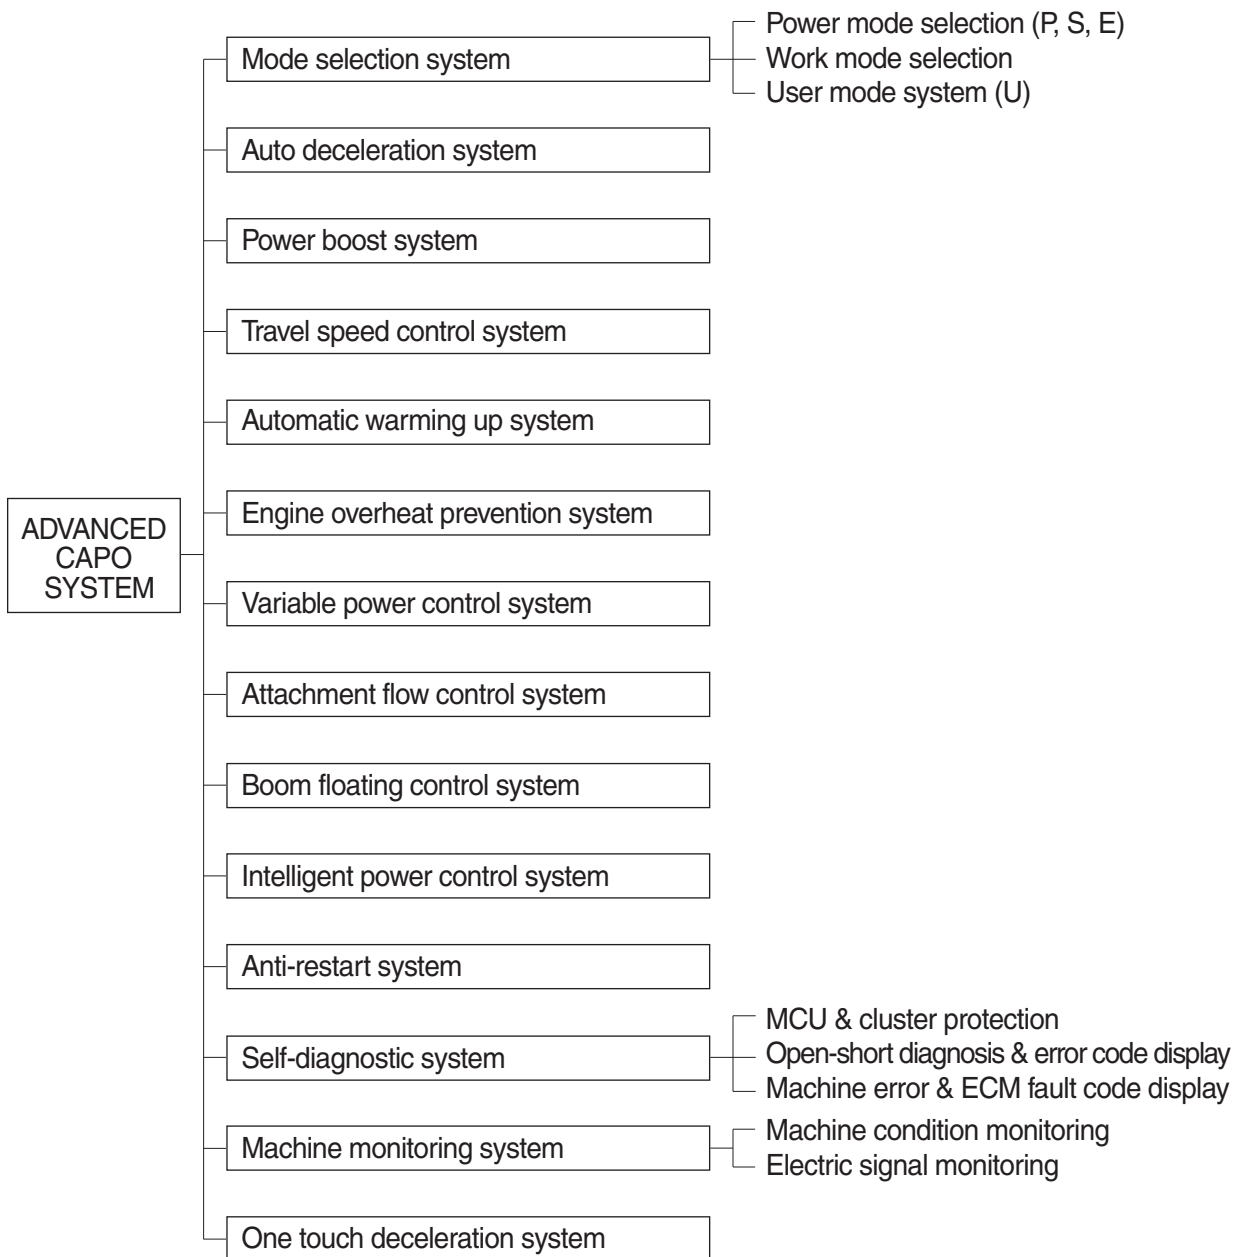 Power mode selection (P, S, E)
Mode selection system
Work mode selection
User mode system (U)
Auto deceleration system
Power boost system
Travel speed control system
Automatic warming up system
Engine overheat prevention system
ADVANCED
CAPO
SYSTEM
Variable power control system
Attachment flow control system
Boom floating control system
Intelligent power control system
Anti-restart system
MCU & cluster protection
Self-diagnostic system
Open-short diagnosis & error code display
Machine error & ECM fault code display
Machine monitoring system
Machine condition monitoring
Electric signal monitoring
One touch deceleration system